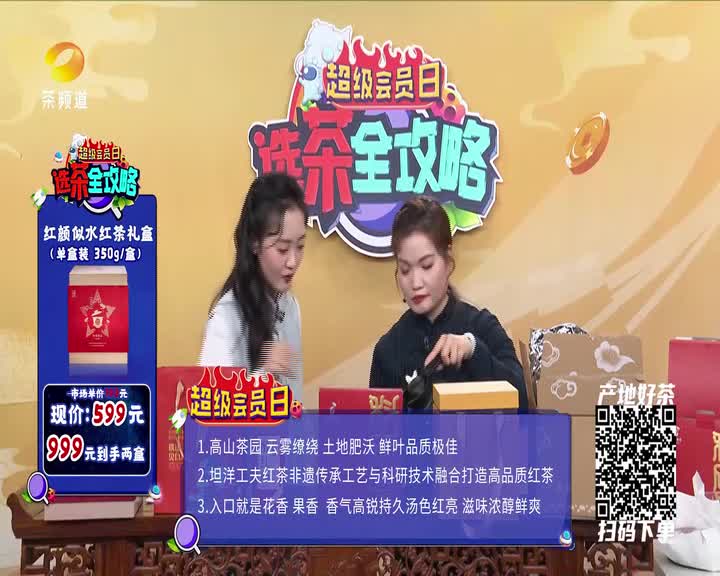 茶频道
超级会员日
选茶全攻略
超级会员日
选茶全攻略
红颜似水红茶礼盒
（单盒装 350g/盒）
市场单价 元
现价:599元
999元到手两盒
超级会员日
1.高山茶园 云雾缭绕 土地肥沃 鲜叶品质极佳
2.坦洋工夫红茶非遗传承工艺与科研技术融合打造高品质红茶
3.入口就是花香 果香 香气高锐持久汤色红亮 滋味浓醇鲜爽
产地好茶
扫码下单